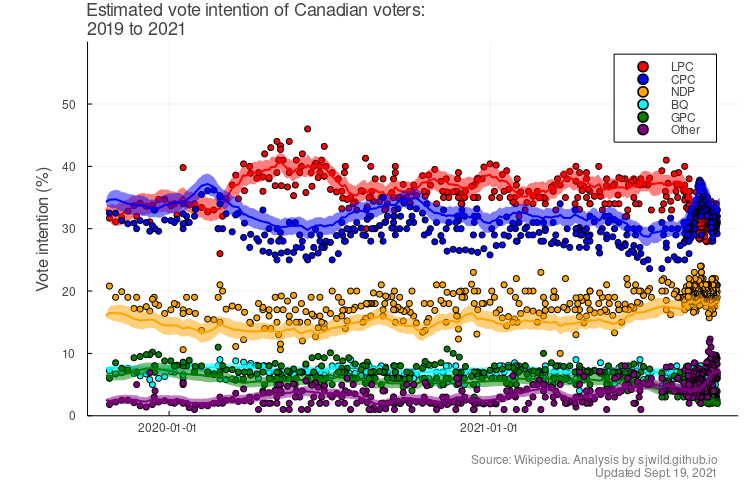 Estimated vote intention of Canadian voters:
2019 to 2021
LPC
CPC
NDP
BQ
GPC
Other
Vote intention (%)
50
40
30
20
10
0
2020-01-01
2021-01-01
Source: Wikipedia. Analysis by sjwild.github.io
Updated Sept. 19, 2021